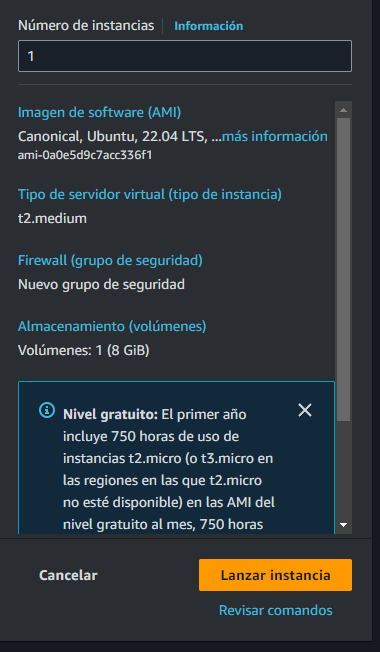 Número de instancias | Información
1
Imagen de software (AMI)
Canonical, Ubuntu, 22.04 LTS, ...más información
ami-0a0e5d9c7acc336f1
Tipo de servidor virtual (tipo de instancia)
t2.medium
Firewall (grupo de seguridad)
Nuevo grupo de seguridad
Almacenamiento (volúmenes)
Volúmenes: 1 (8 GiB)
Nivel gratuito: El primer año
incluye 750 horas de uso de
instancias t2.micro (o t3.micro en
las regiones en las que t2.micro
no esté disponible) en las AMI del
nivel gratuito al mes, 750 horas
Cancelar
Lanzar instancia
Revisar comandos